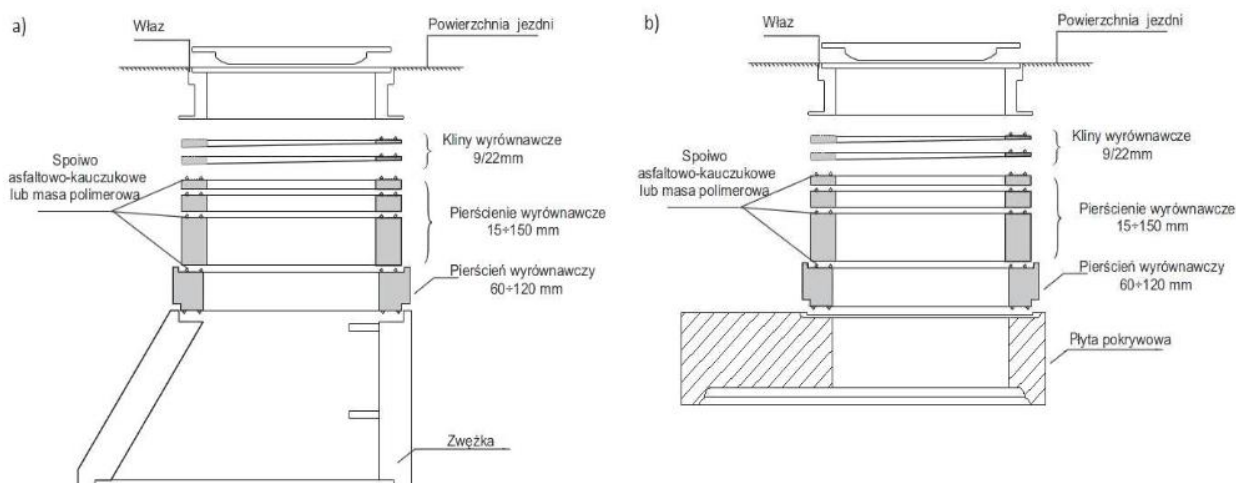 a)
Właz
Powierzchnia jezdni
Kliny wyrównawcze
9/22mm
Spoiwo
asfaltowo-kauczukowe
lub masa polimerowa
Pierścienie wyrównawcze
15÷150 mm
Pierścień wyrównawczy
60÷120 mm
Zwężka
b)
Właz
Powierzchnia jezdni
Kliny wyrównawcze
9/22mm
Spoiwo
asfaltowo-kauczukowe
lub masa polimerowa
Pierścienie wyrównawcze
15÷150 mm
Pierścień wyrównawczy
60÷120 mm
Płyta pokrywowa